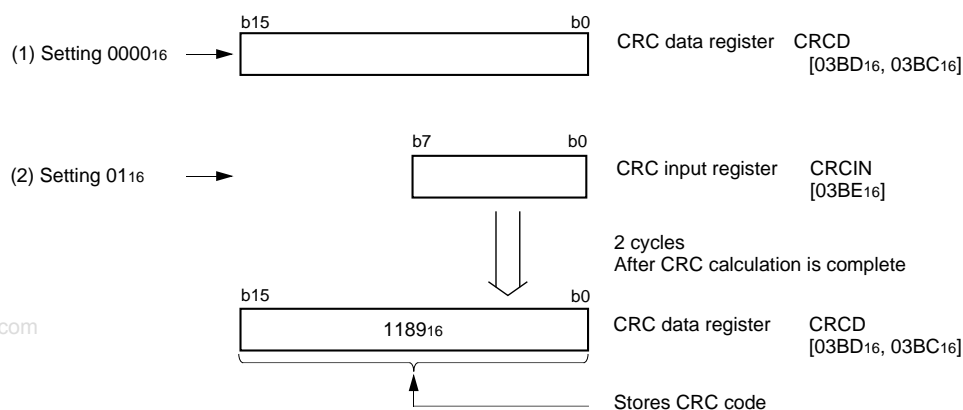 b15 b0
(1) Setting 000016 CRC data register CRCD
[03BD16, 03BC16]
b7 b0
(2) Setting 0116 CRC input register CRCIN
[03BE16]
2 cycles
After CRC calculation is complete
b15 b0
com 118916 CRC data register CRCD
[03BD16, 03BC16]
Stores CRC code